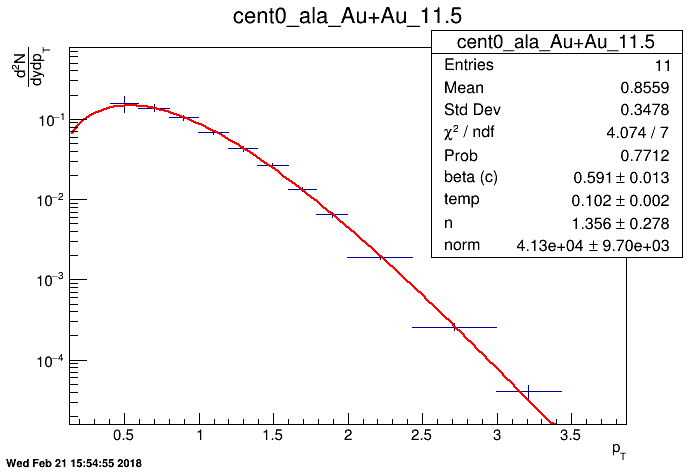 cent0_ala_Au+Au_11.5
cent0_ala_Au+Au_11.5
Entries 11
Mean 0.8559
Std Dev 0.3478
χ² / ndf 4.074 / 7
Prob 0.7712
beta (c) 0.591 ± 0.013
temp 0.102 ± 0.002
n 1.356 ± 0.278
norm 4.13e+04 ± 9.70e+03
d²N
dydp_T
10⁻¹
10⁻²
10⁻³
10⁻⁴
0.5 1 1.5 2 2.5 3 3.5
p_T
Wed Feb 21 15:54:55 2018